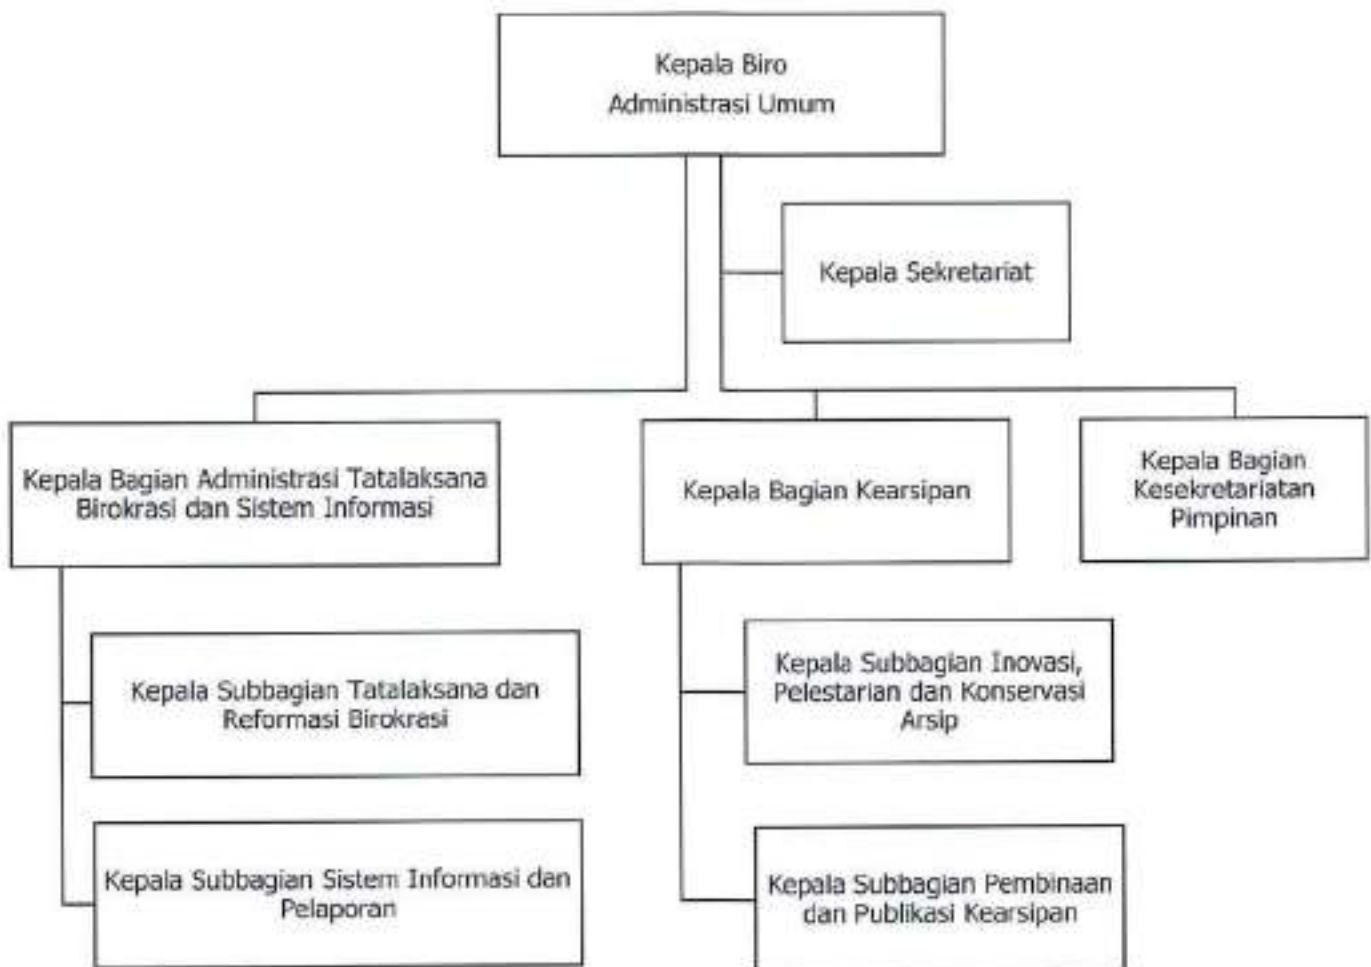 Kepala Biro
Administrasi Umum
Kepala Sekretariat
Kepala Bagian Administrasi Tatalaksana
Birokrasi dan Sistem Informasi
Kepala Bagian Kearsipan
Kepala Bagian
Kesekretariatan
Pimpinan
Kepala Subbagian Tatalaksana dan
Reformasi Birokrasi
Kepala Subbagian Inovasi,
Pelestarian dan Konservasi
Arsip
Kepala Subbagian Sistem Informasi dan
Pelaporan
Kepala Subbagian Pembinaan
dan Publikasi Kearsipan